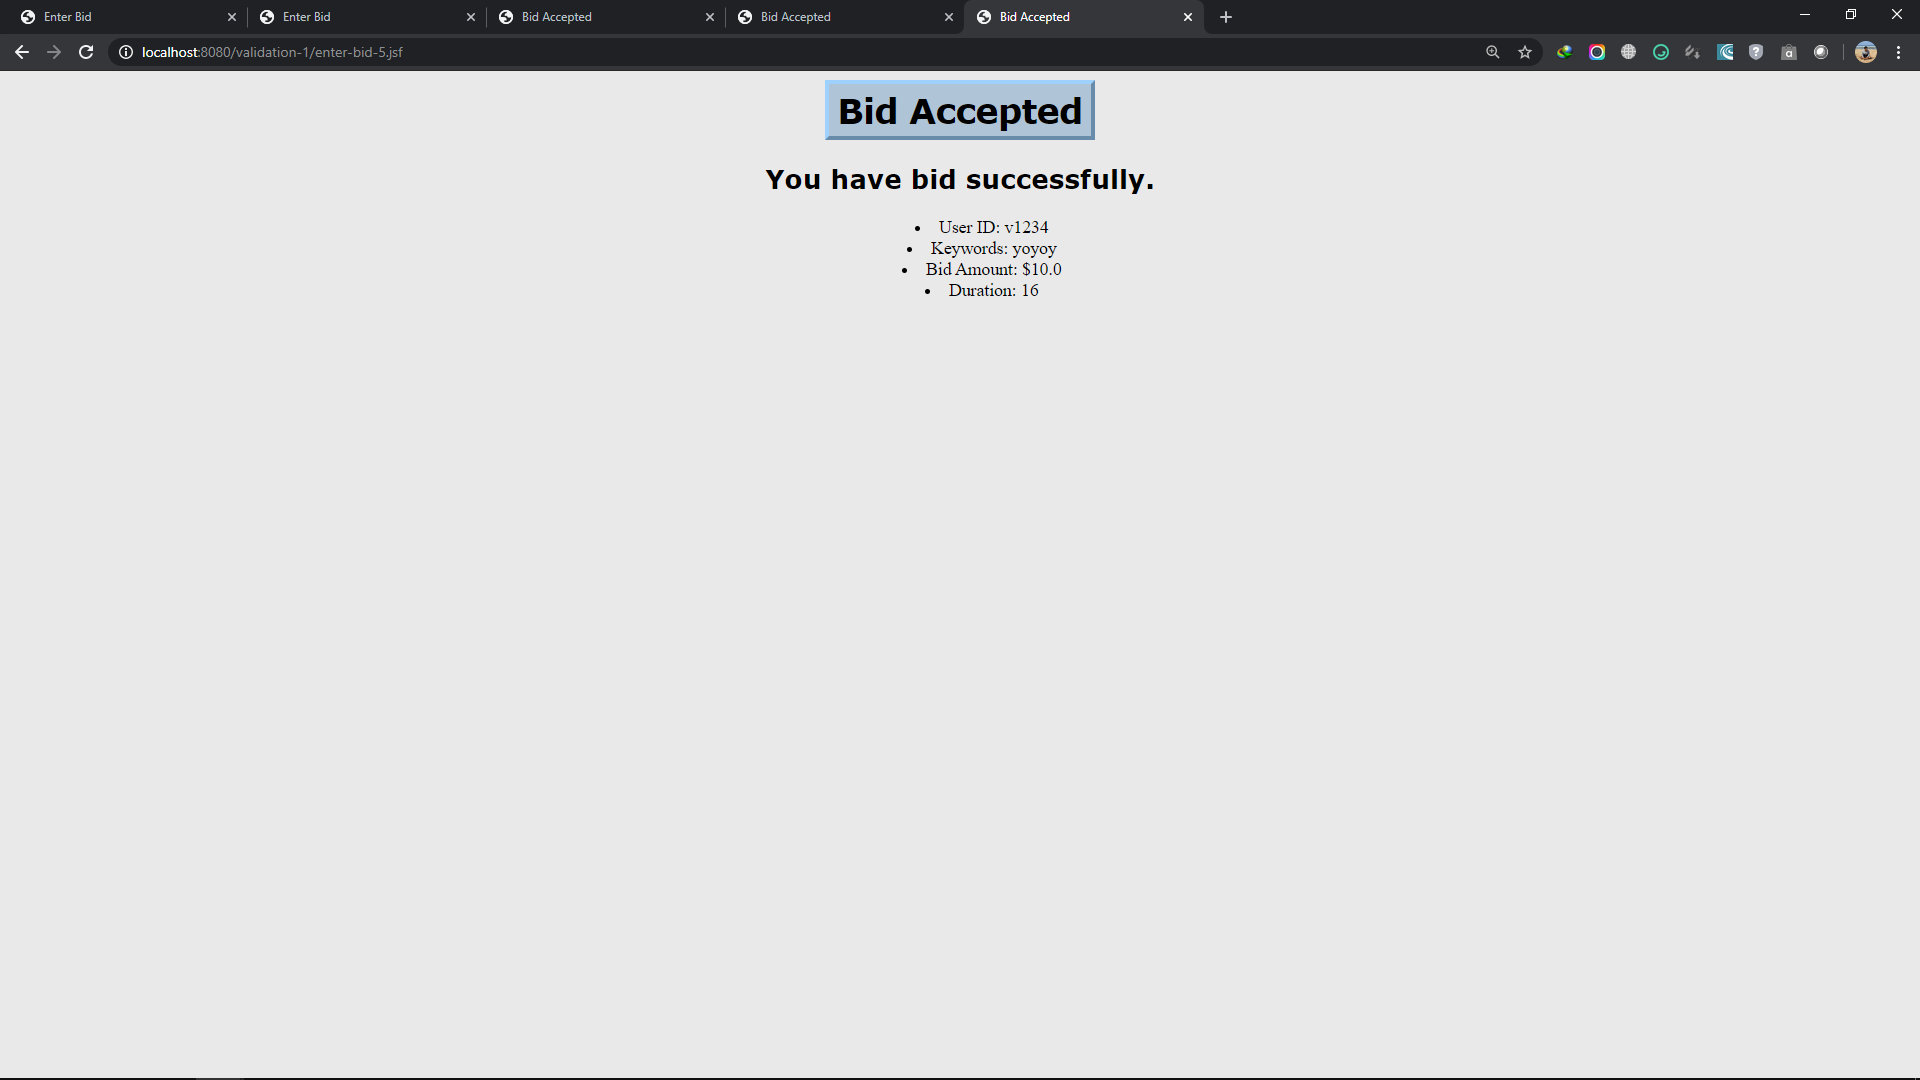 Enter Bid
Enter Bid
Bid Accepted
Bid Accepted
Bid Accepted
localhost:8080/validation-1/enter-bid-5.jsf
Bid Accepted
You have bid successfully.
• User ID: v1234
• Keywords: yoyoy
• Bid Amount: $10.0
• Duration: 16